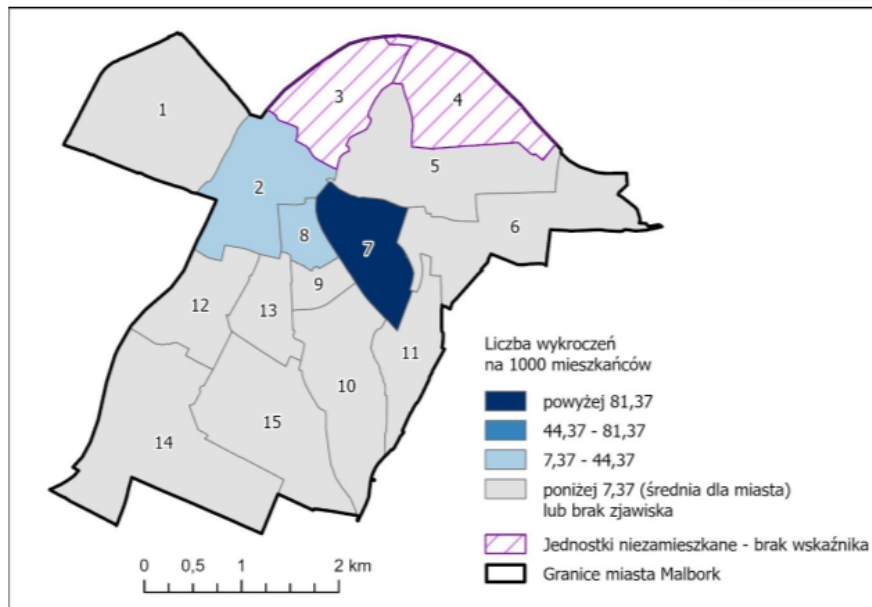 1
3
4
5
2
6
8
7
9
12
13
11
10
15
14
Liczba wykroczeń
na 1000 mieszkańców
powyżej 81,37
44,37 - 81,37
7,37 - 44,37
poniżej 7,37 (średnia dla miasta)
lub brak zjawiska
Jednostki niezamieszkane - brak wskaźnika
Granice miasta Malbork
0 0,5 1 2 km